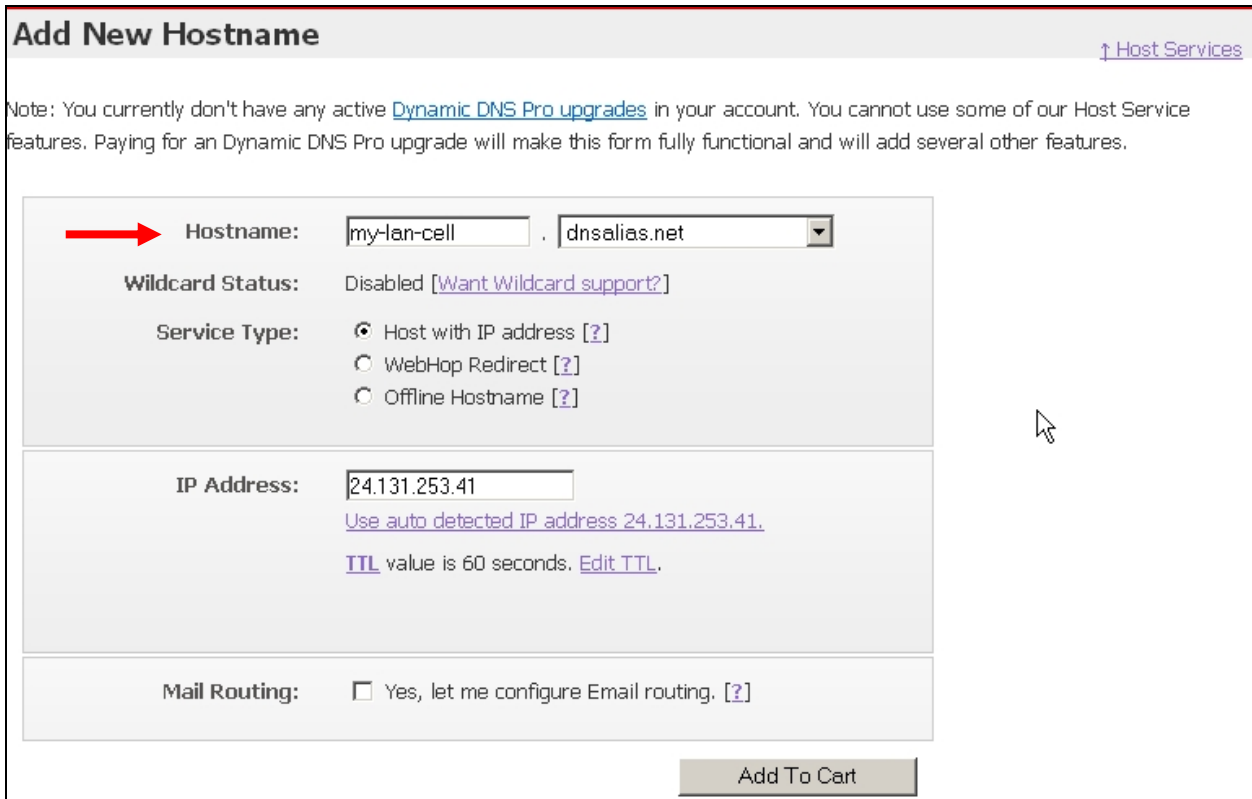 Add New Hostname
↑ Host Services
Note: You currently don't have any active Dynamic DNS Pro upgrades in your account. You cannot use some of our Host Service
features. Paying for an Dynamic DNS Pro upgrade will make this form fully functional and will add several other features.
Hostname: my-lan-cell . dnsalias.net
Wildcard Status: Disabled [Want Wildcard support?]
Service Type: Host with IP address [?]
WebHop Redirect [?]
Offline Hostname [?]
IP Address: 24.131.253.41
Use auto detected IP address 24.131.253.41.
TTL value is 60 seconds. Edit TTL.
Mail Routing: Yes, let me configure Email routing. [?]
Add To Cart